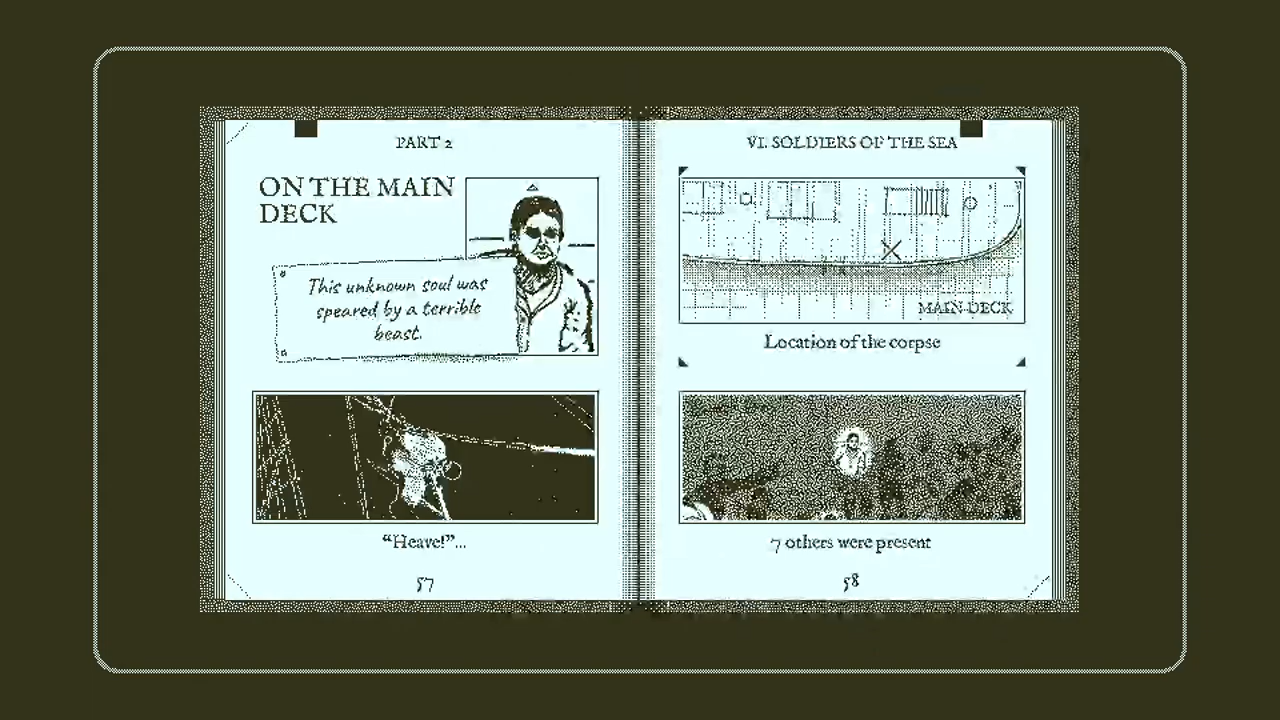 PART 2
ON THE MAIN
DECK
This unknown soul was
speared by a terrible
beast.
“Heave!”...
57
VI. SOLDIERS OF THE SEA
MAIN DECK
Location of the corpse
7 others were present
58